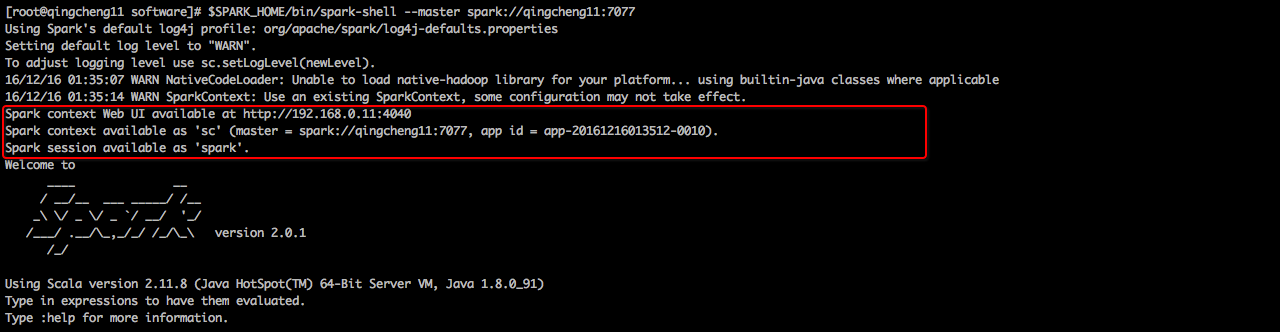 [root@qingcheng11 software]# $SPARK_HOME/bin/spark-shell --master spark://qingcheng11:7077
Using Spark's default log4j profile: org/apache/spark/log4j-defaults.properties
Setting default log level to "WARN".
To adjust logging level use sc.setLogLevel(newLevel).
16/12/16 01:35:07 WARN NativeCodeLoader: Unable to load native-hadoop library for your platform... using builtin-java classes where applicable
16/12/16 01:35:14 WARN SparkContext: Use an existing SparkContext, some configuration may not take effect.
Spark context Web UI available at http://192.168.0.11:4040
Spark context available as 'sc' (master = spark://qingcheng11:7077, app id = app-20161216013512-0010).
Spark session available as 'spark'.
Welcome to
      ____              __
     / __/__  ___ _____/ /__
    _\ \/ _ \/ _ `/ __/  '_/
   /___/ .__/\_,_/_/ /_/\_\   version 2.0.1
      /_/
Using Scala version 2.11.8 (Java HotSpot(TM) 64-Bit Server VM, Java 1.8.0_91)
Type in expressions to have them evaluated.
Type :help for more information.